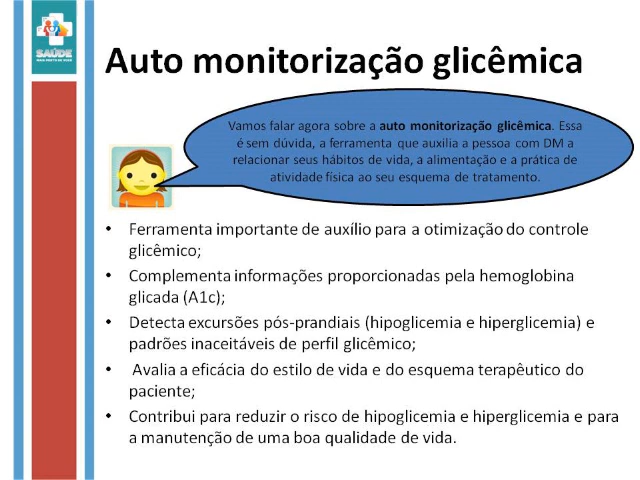 SAÚDE
Auto monitorização glicêmica
Vamos falar agora sobre a auto monitorização glicêmica. Essa
é sem dúvida, a ferramenta que auxilia a pessoa com DM a
relacionar seus hábitos de vida, a alimentação e a prática de
atividade física ao seu esquema de tratamento.
• Ferramenta importante de auxílio para a otimização do controle
glicêmico;
• Complementa informações proporcionadas pela hemoglobina
glicada (A1c);
• Detecta excursões pós-prandiais (hipoglicemia e hiperglicemia) e
padrões inaceitáveis de perfil glicêmico;
• Avalia a eficácia do estilo de vida e do esquema terapêutico do
paciente;
• Contribui para reduzir o risco de hipoglicemia e hiperglicemia e para
a manutenção de uma boa qualidade de vida.